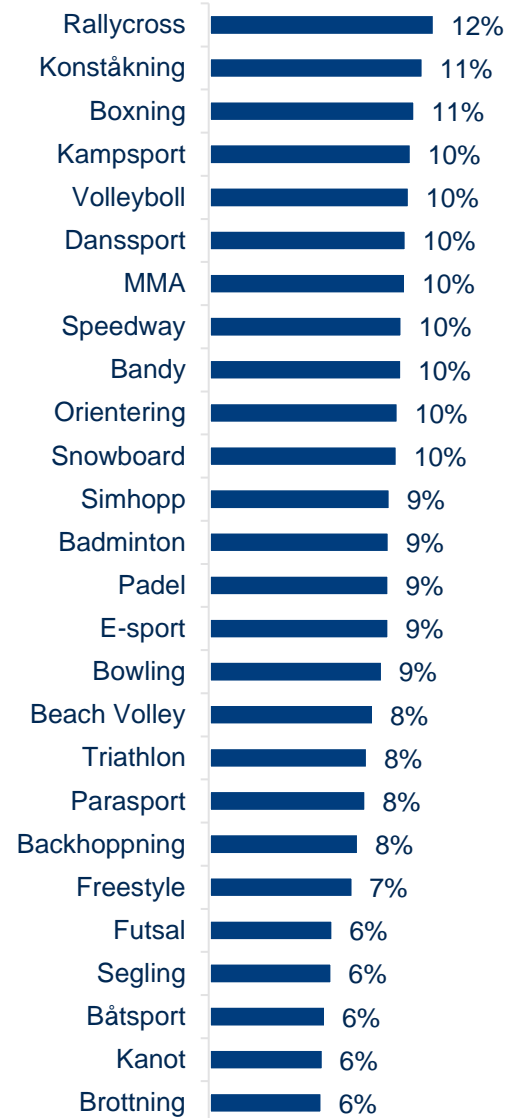 Rallycross 12%
Konståkning 11%
Boxning 11%
Kampsport 10%
Volleyboll 10%
Danssport 10%
MMA 10%
Speedway 10%
Bandy 10%
Orientering 10%
Snowboard 10%
Simhopp 9%
Badminton 9%
Padel 9%
E-sport 9%
Bowling 9%
Beach Volley 8%
Triathlon 8%
Parasport 8%
Backhoppning 8%
Freestyle 7%
Futsal 6%
Segling 6%
Båtsport 6%
Kanot 6%
Brottning 6%